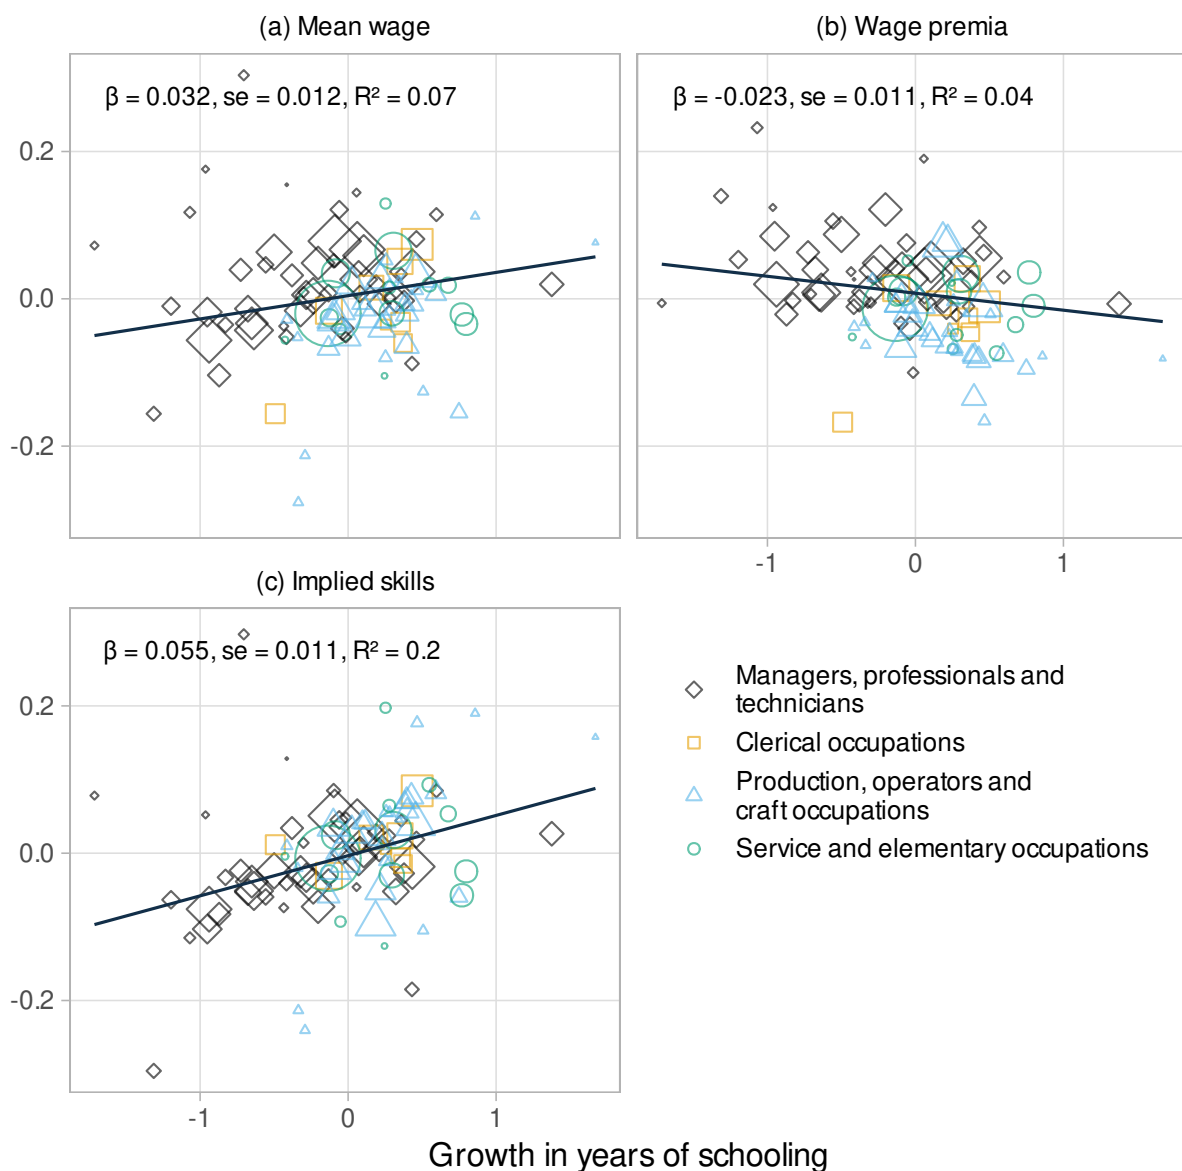 (a) Mean wage
(b) Wage premia
β = 0.032, se = 0.012, R² = 0.07
β = -0.023, se = 0.011, R² = 0.04
0.2
0.0
-0.2
-1
0
1
(c) Implied skills
β = 0.055, se = 0.011, R² = 0.2
0.2
0.0
-0.2
-1
0
1
Managers, professionals and
technicians
Clerical occupations
Production, operators and
craft occupations
Service and elementary occupations
Growth in years of schooling